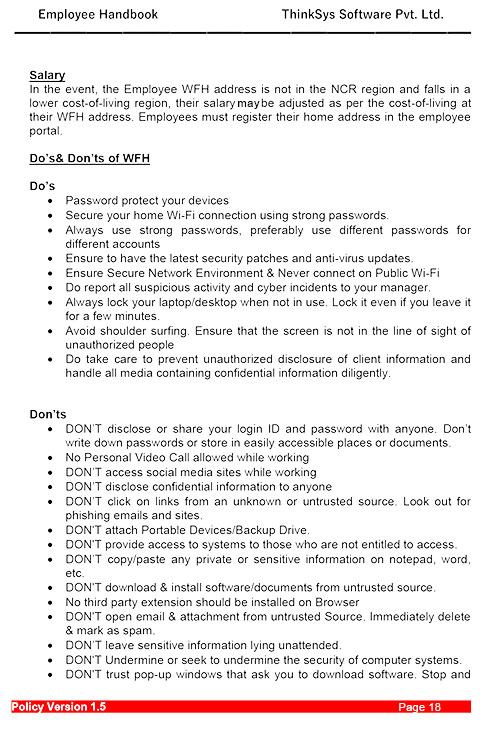 Employee Handbook ThinkSys Software Pvt. Ltd.
Salary
In the event, the Employee WFH address is not in the NCR region and falls in a
lower cost-of-living region, their salary may be adjusted as per the cost-of-living at
their WFH address. Employees must register their home address in the employee
portal.
Do's& Don'ts of WFH
Do's
• Password protect your devices
• Secure your home Wi-Fi connection using strong passwords.
• Always use strong passwords, preferably use different passwords for
different accounts
• Ensure to have the latest security patches and anti-virus updates.
• Ensure Secure Network Environment & Never connect on Public Wi-Fi
• Do report all suspicious activity and cyber incidents to your manager.
• Always lock your laptop/desktop when not in use. Lock it even if you leave it
for a few minutes.
• Avoid shoulder surfing. Ensure that the screen is not in the line of sight of
unauthorized people
• Do take care to prevent unauthorized disclosure of client information and
handle all media containing confidential information diligently.
Don'ts
• DON'T disclose or share your login ID and password with anyone. Don't
write down passwords or store in easily accessible places or documents.
• No Personal Video Call allowed while working
• DON'T access social media sites while working
• DON'T disclose confidential information to anyone
• DON'T click on links from an unknown or untrusted source. Look out for
phishing emails and sites.
• DON'T attach Portable Devices/Backup Drive.
• DON'T provide access to systems to those who are not entitled to access.
• DON'T copy/paste any private or sensitive information on notepad, word,
etc.
• DON'T download & install software/documents from untrusted source.
• No third party extension should be installed on Browser
• DON'T open email & attachment from untrusted Source. Immediately delete
& mark as spam.
• DON'T leave sensitive information lying unattended.
• DON'T Undermine or seek to undermine the security of computer systems.
• DON'T trust pop-up windows that ask you to download software. Stop and
Policy Version 1.5 Page 18